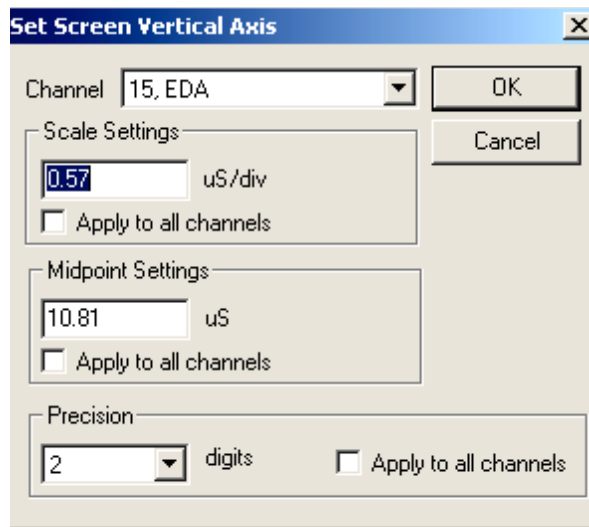 Set Screen Vertical Axis
Channel 15, EDA OK
Scale Settings Cancel
0.57 uS/div
Apply to all channels
Midpoint Settings
10.81 uS
Apply to all channels
Precision
2 digits Apply to all channels